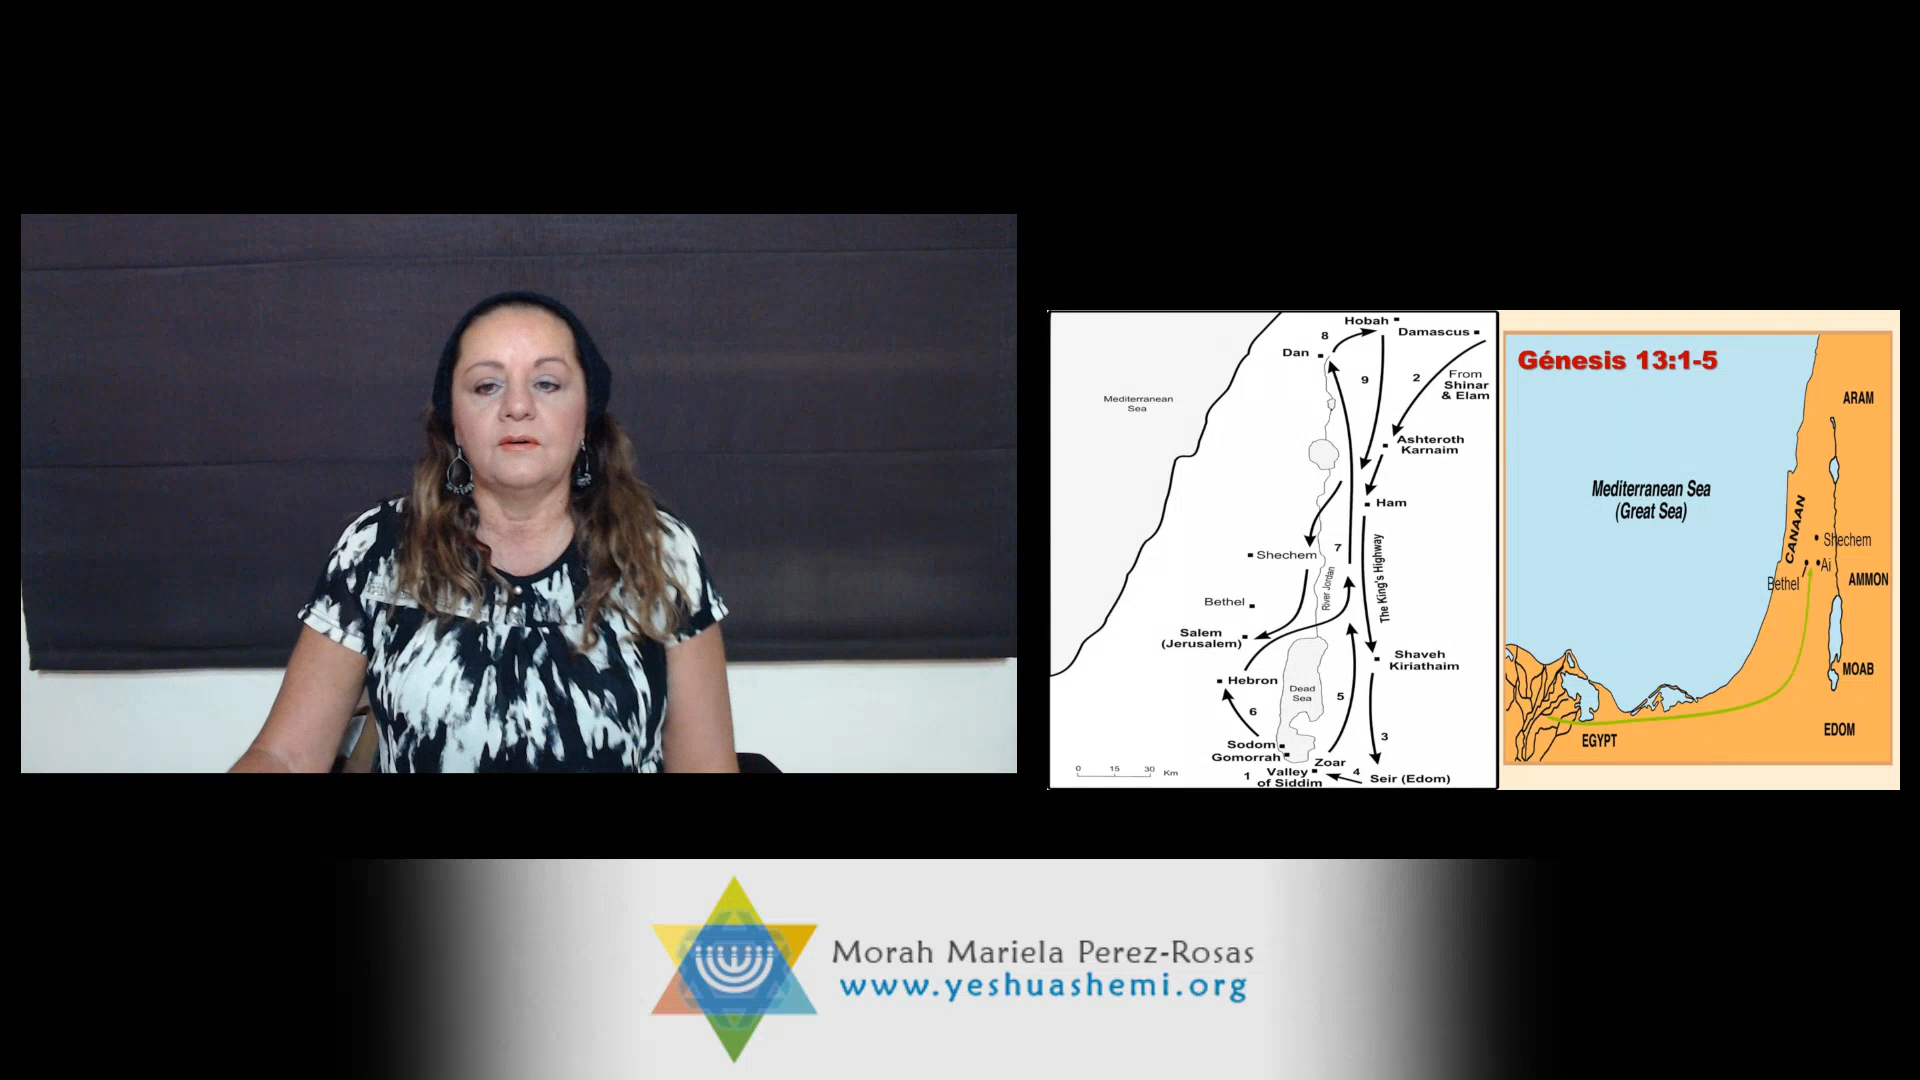 Hobah
Damascus
8
Dan
9
2
From
Shinar
& Elam
Mediterranean
Sea
Ashteroth
Karnaim
Ham
Shechem
7
River Jordan
The King's Highway
Bethel
Salem
(Jerusalem)
Shaveh
Kiriathaim
Hebron
Dead
Sea
5
6
3
Sodom
Gomorrah
Zoar
1
Valley
of Siddim
4
Seir (Edom)
0 15 30 Km
Génesis 13:1-5
ARAM
Mediterranean Sea
(Great Sea)
CANAAN
Shechem
Ai
Bethel
AMMON
MOAB
EDOM
EGYPT
Morah Mariela Perez-Rosas
www.yeshuashemi.org